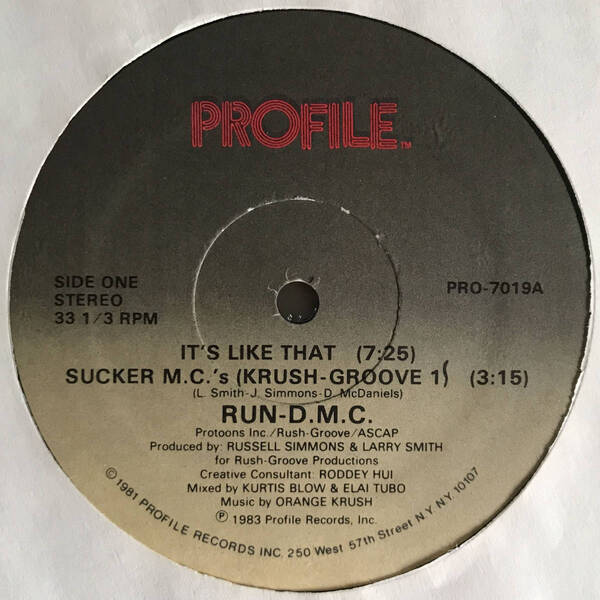 PROFILE™
SIDE ONE
STEREO
33 1/3 RPM
PRO-7019A
IT'S LIKE THAT (7:25)
SUCKER M.C.'s (KRUSH-GROOVE 1) (3:15)
(L. Smith-J. Simmons-D. McDaniels)
RUN-D.M.C.
Protoons Inc./Rush-Groove/ASCAP
Produced by: RUSSELL SIMMONS & LARRY SMITH
for Rush-Groove Productions
Creative Consultant: RODDEY HUI
Mixed by KURTIS BLOW & ELAI TUBO
Music by ORANGE KRUSH
℗ 1983 Profile Records, Inc.
© 1981 PROFILE RECORDS INC. 250 West 57th Street N.Y. N.Y. 10107